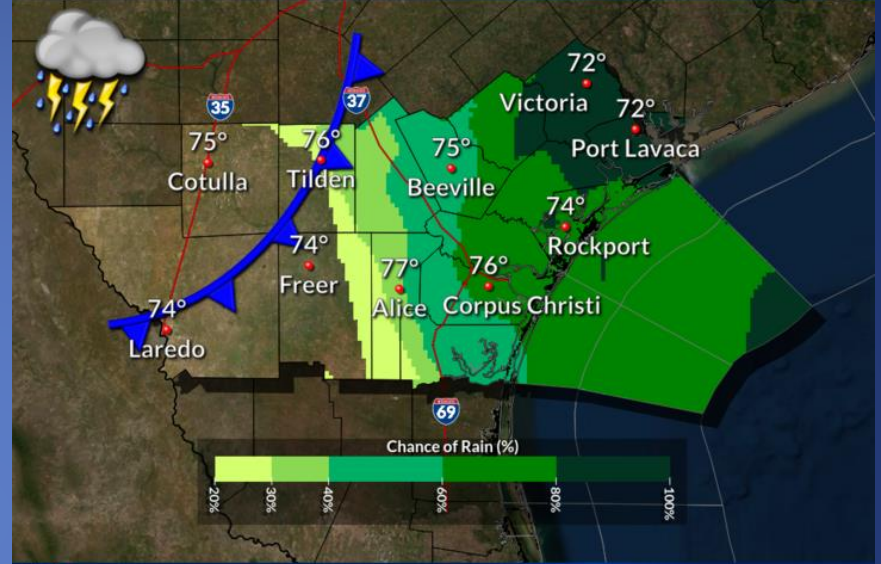 72°
Victoria
72°
Port Lavaca
35
37
75°
Cotulla
76°
Tilden
75°
Beeville
74°
Rockport
74°
Freer
77°
Alice
76°
Corpus Christi
74°
Laredo
69
Chance of Rain (%)
20%
30%
40%
60%
80%
100%